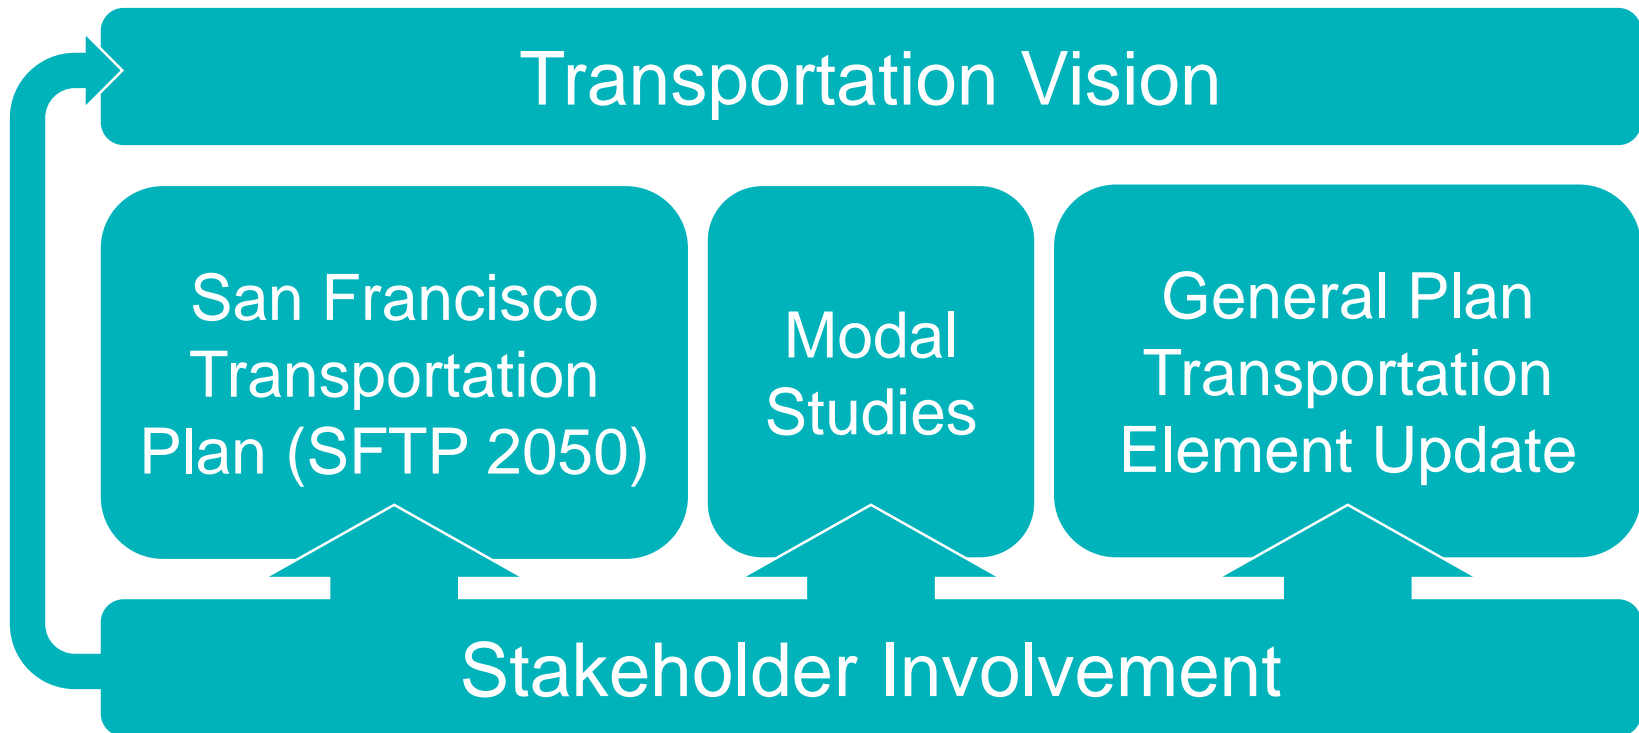 Transportation Vision
San Francisco
Transportation
Plan (SFTP 2050)
Modal
Studies
General Plan
Transportation
Element Update
Stakeholder Involvement